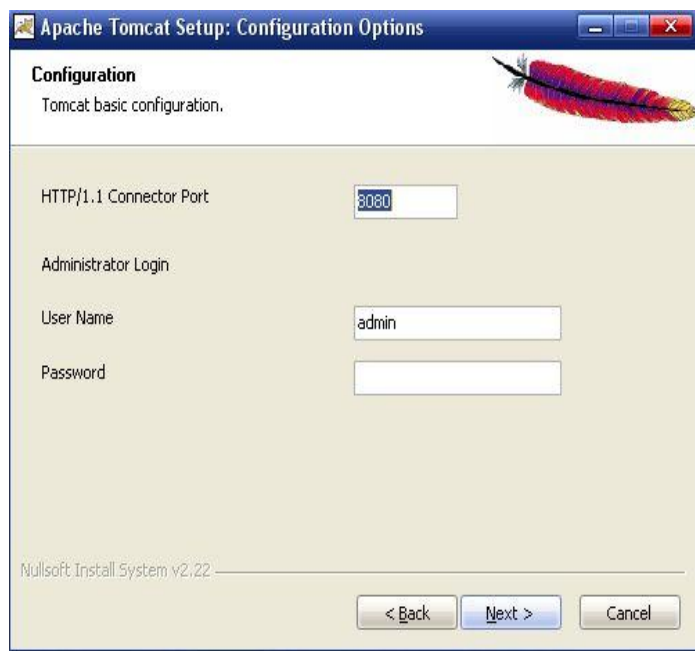 Apache Tomcat Setup: Configuration Options
Configuration
Tomcat basic configuration.
HTTP/1.1 Connector Port
8080
Administrator Login
User Name
admin
Password
Nullsoft Install System v2.22
< Back
Next >
Cancel